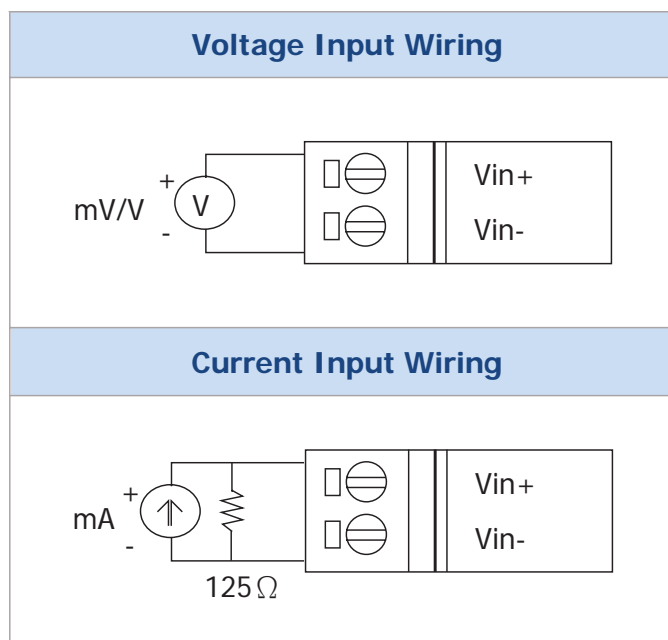 Voltage Input Wiring
+
mV/V
V
-
Vin+
Vin-
Current Input Wiring
+
mA
-
125Ω
Vin+
Vin-